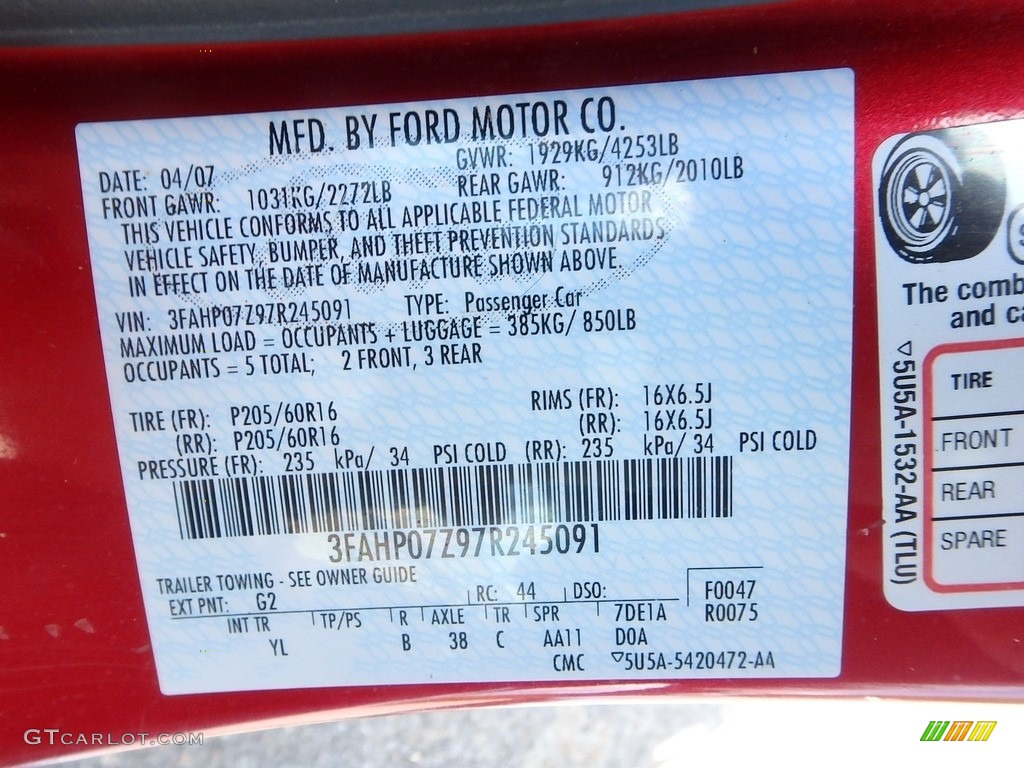 MFD. BY FORD MOTOR CO.
DATE: 04/07 GVWR: 1929KG/4253LB
FRONT GAWR: 1031KG/2272LB REAR GAWR: 912KG/2010LB
THIS VEHICLE CONFORMS TO ALL APPLICABLE FEDERAL MOTOR
VEHICLE SAFETY, BUMPER, AND THEFT PREVENTION STANDARDS
IN EFFECT ON THE DATE OF MANUFACTURE SHOWN ABOVE.
VIN: 3FAHP07Z97R245091 TYPE: Passenger Car
MAXIMUM LOAD = OCCUPANTS + LUGGAGE = 385KG/ 850LB
OCCUPANTS = 5 TOTAL; 2 FRONT, 3 REAR
TIRE (FR): P205/60R16 RIMS (FR): 16X6.5J
(RR): P205/60R16 (RR): 16X6.5J
PRESSURE (FR): 235 kPa/ 34 PSI COLD (RR): 235 kPa/ 34 PSI COLD
3FAHP07Z97R245091
TRAILER TOWING - SEE OWNER GUIDE
EXT PNT: G2 RC: 44 DSO: F0047
INT TR TP/PS R AXLE TR SPR 7DE1A R0075
YL B 38 C AA11 D0A
CMC ▽5U5A-5420472-AA
The comb
and ca
▽5U5A-1532-AA (TLU)
TIRE
FRONT
REAR
SPARE
GTCARLOT.COM